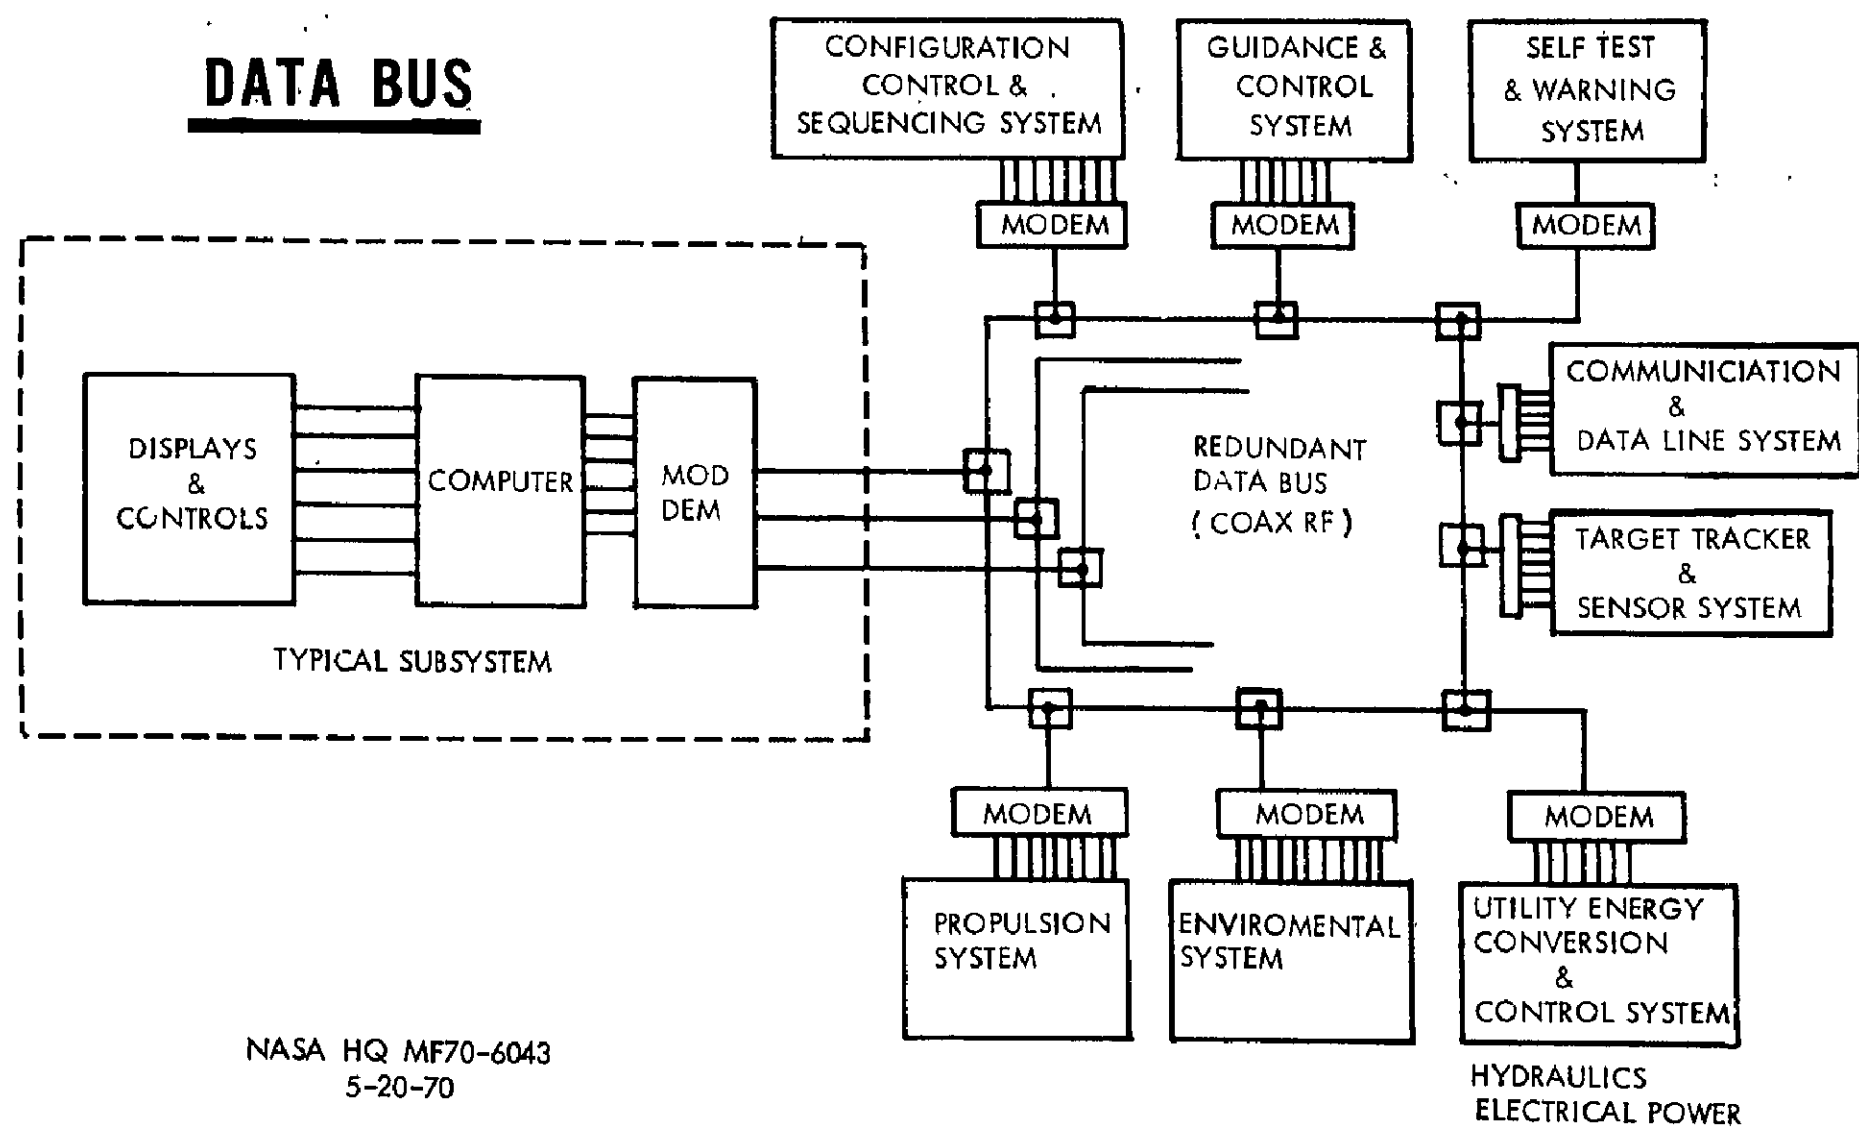 DATA BUS
CONFIGURATION
CONTROL &
SEQUENCING SYSTEM
MODEM
GUIDANCE &
CONTROL
SYSTEM
MODEM
SELF TEST
& WARNING
SYSTEM
MODEM
DISPLAYS
&
CONTROLS
COMPUTER
MOD
DEM
TYPICAL SUBSYSTEM
REDUNDANT
DATA BUS
( COAX RF )
COMMUNICIATION
&
DATA LINE SYSTEM
TARGET TRACKER
&
SENSOR SYSTEM
MODEM
PROPULSION
SYSTEM
MODEM
ENVIROMENTAL
SYSTEM
MODEM
UTILITY ENERGY
CONVERSION
&
CONTROL SYSTEM
HYDRAULICS
ELECTRICAL POWER
NASA HQ MF70-6043
5-20-70